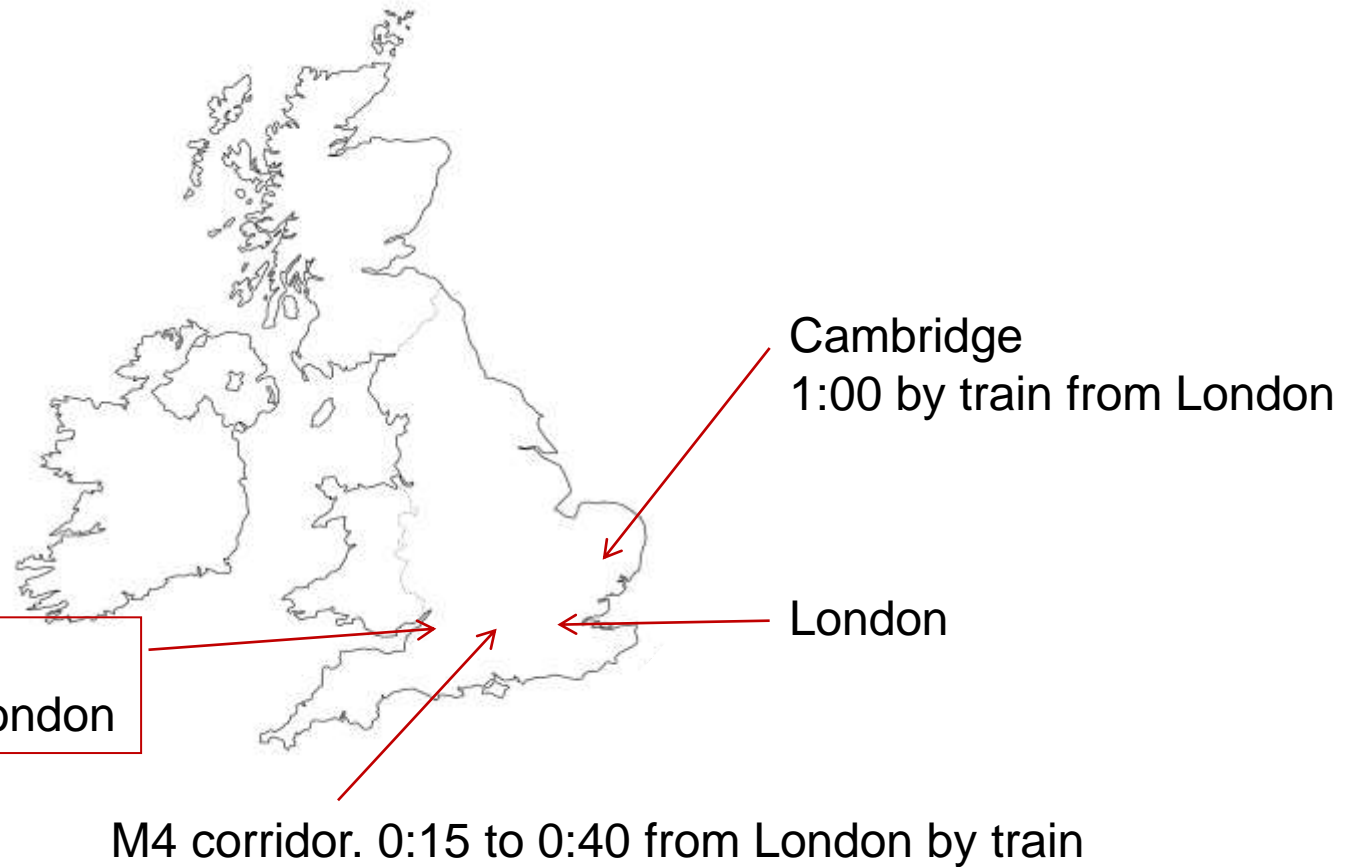 Cambridge
1:00 by train from London
London
ondon
M4 corridor. 0:15 to 0:40 from London by train